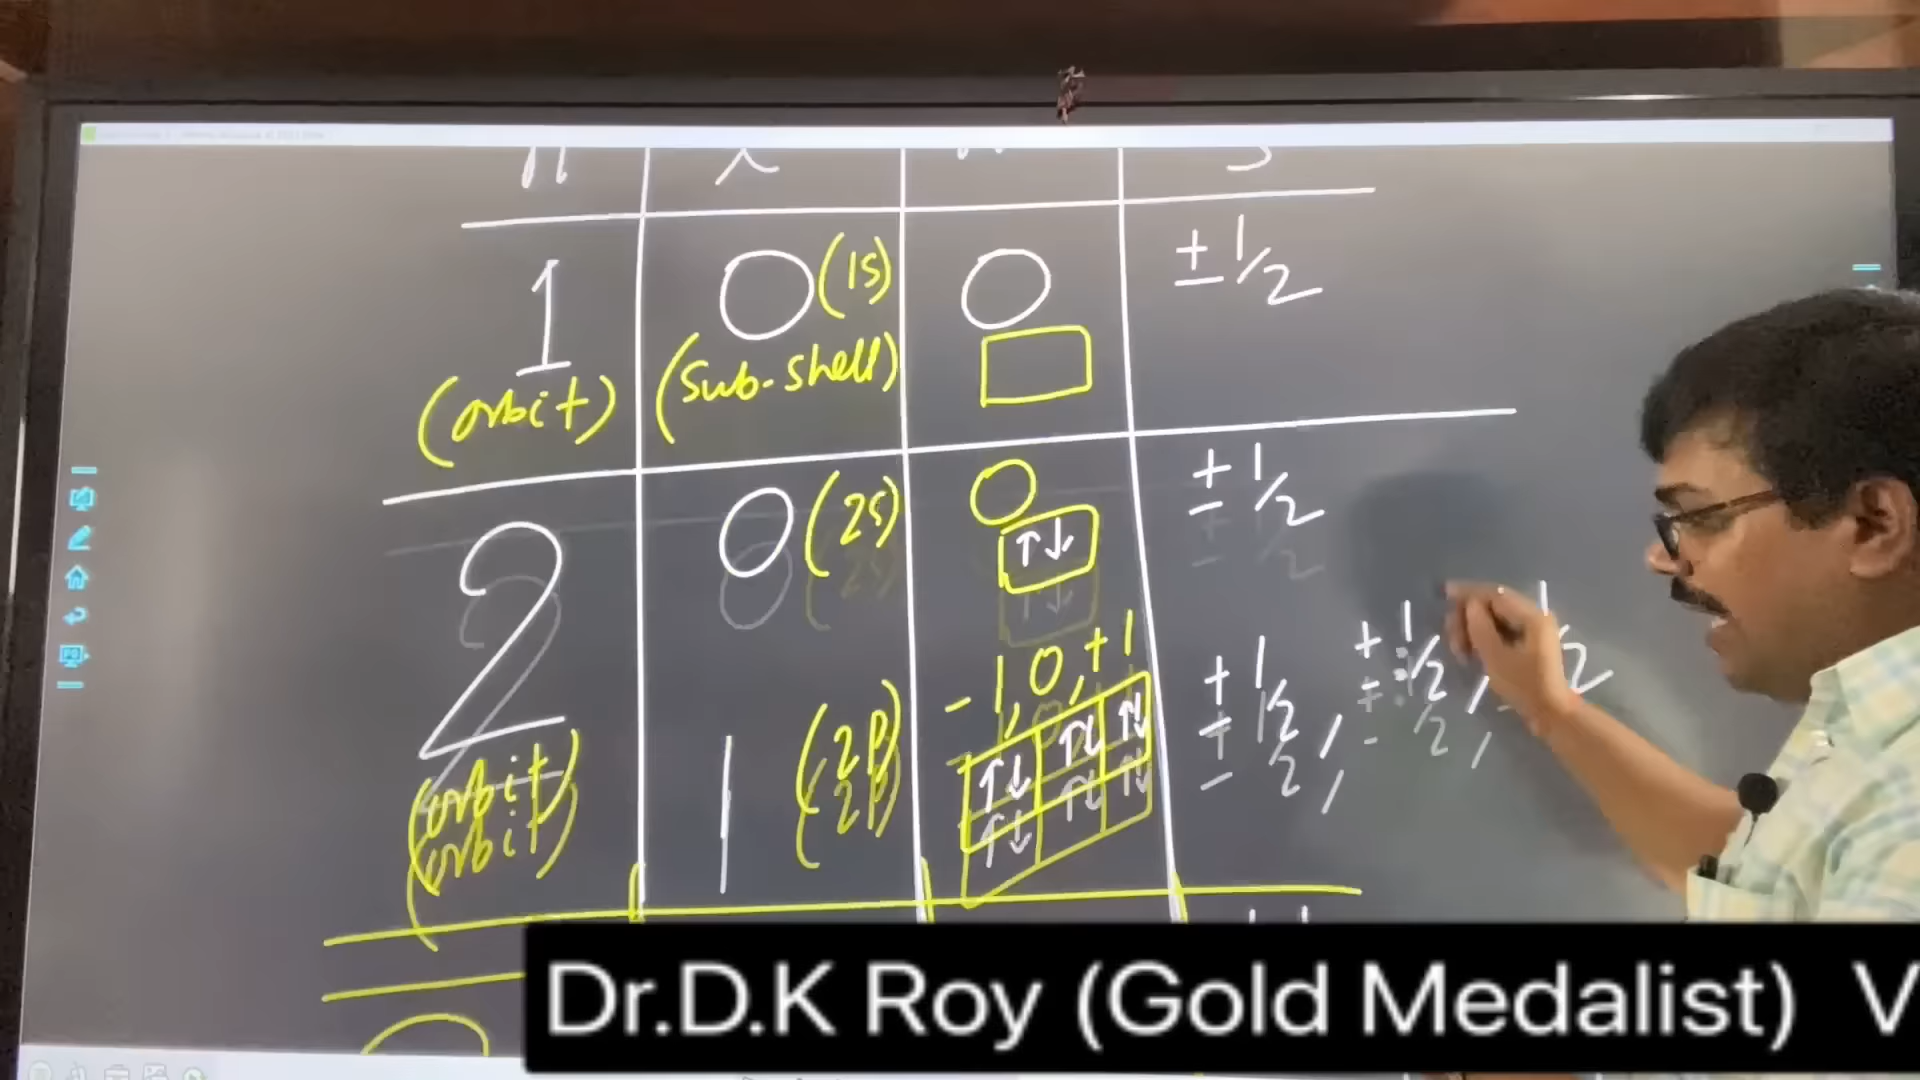 n l m s
1 0 (1s) 0 ± 1/2
(orbit) (sub-shell)
2 0 (2s) 0 ± 1/2
↑↓
-1, 0, +1
1 (2p) ↑↓ ↑↓ ↑↓ ± 1/2, ± 1/2, 1/2
(orbit)
Dr.D.K Roy (Gold Medalist) V